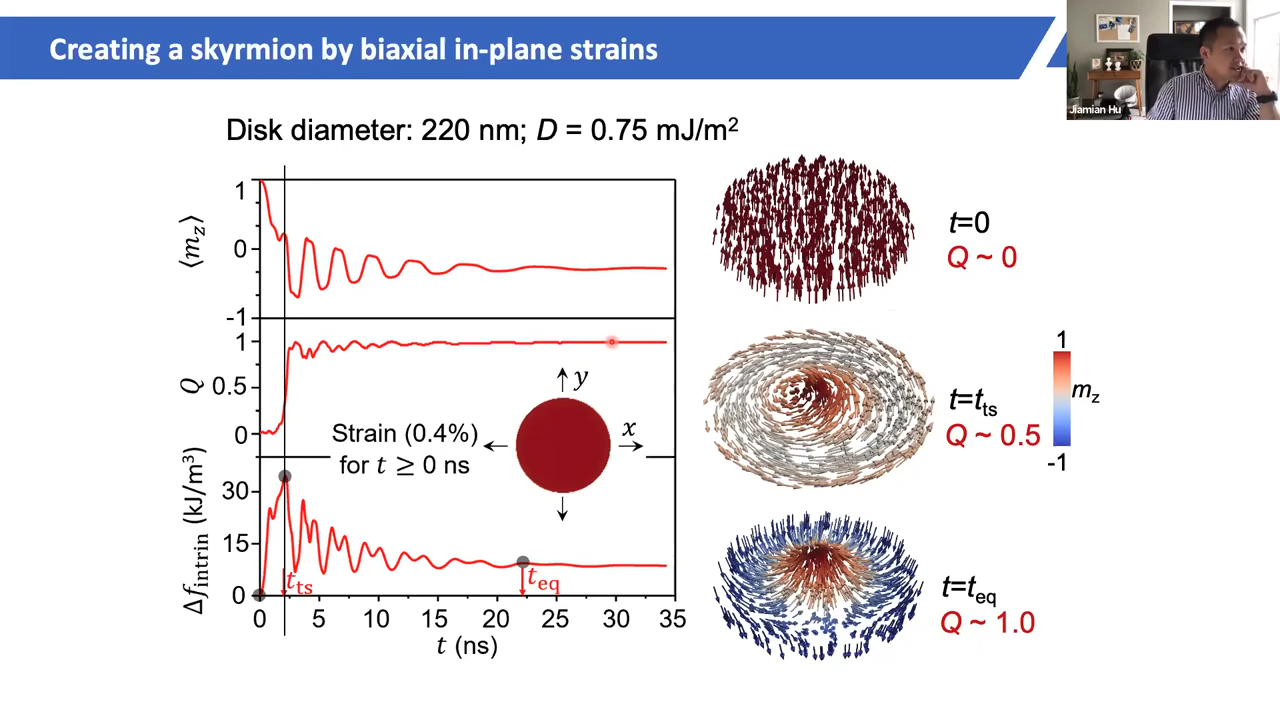 Creating a skyrmion by biaxial in-plane strains
Jiamian Hu
Disk diameter: 220 nm; D = 0.75 mJ/m²
⟨m_z⟩
1
0
-1
Q
1
0.5
0
Strain (0.4%)
for t ≥ 0 ns
y
x
Δf_intrin (kJ/m³)
30
15
0
t_ts
t_eq
0 5 10 15 20 25 30 35
t (ns)
t=0
Q ~ 0
t=t_ts
Q ~ 0.5
t=t_eq
Q ~ 1.0
1
m_z
-1